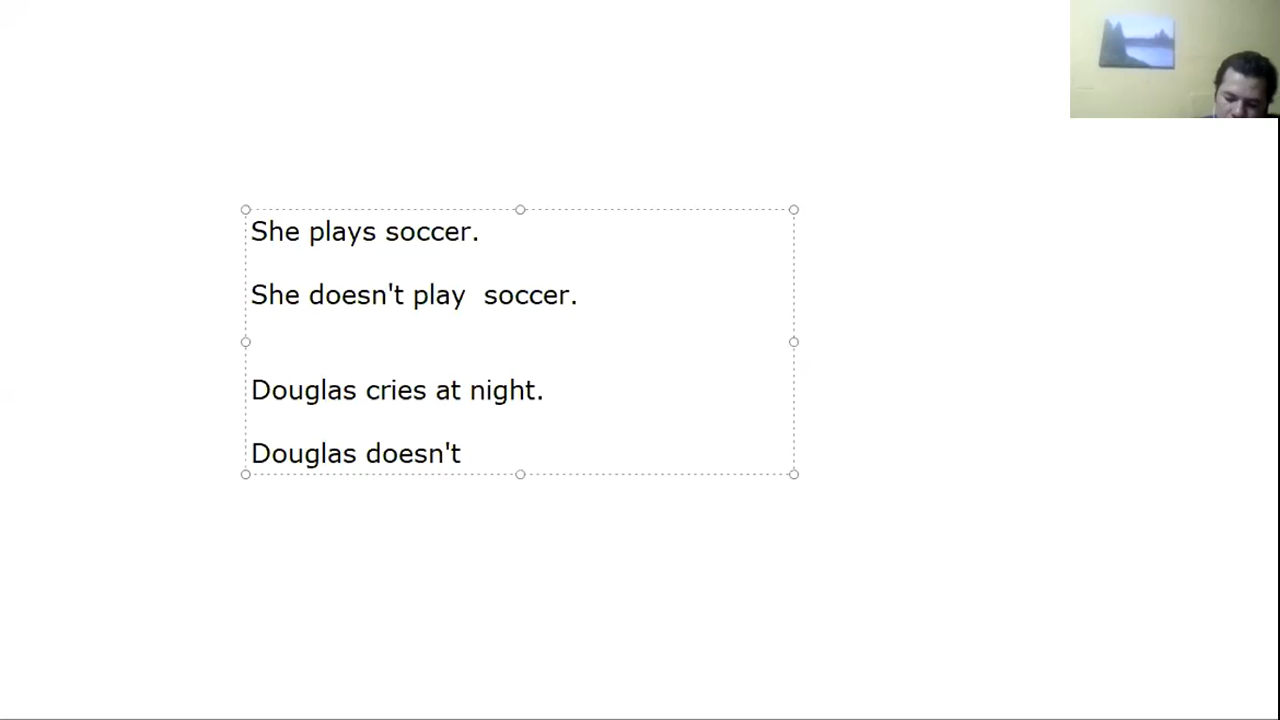 She plays soccer.
She doesn't play  soccer.
Douglas cries at night.
Douglas doesn't